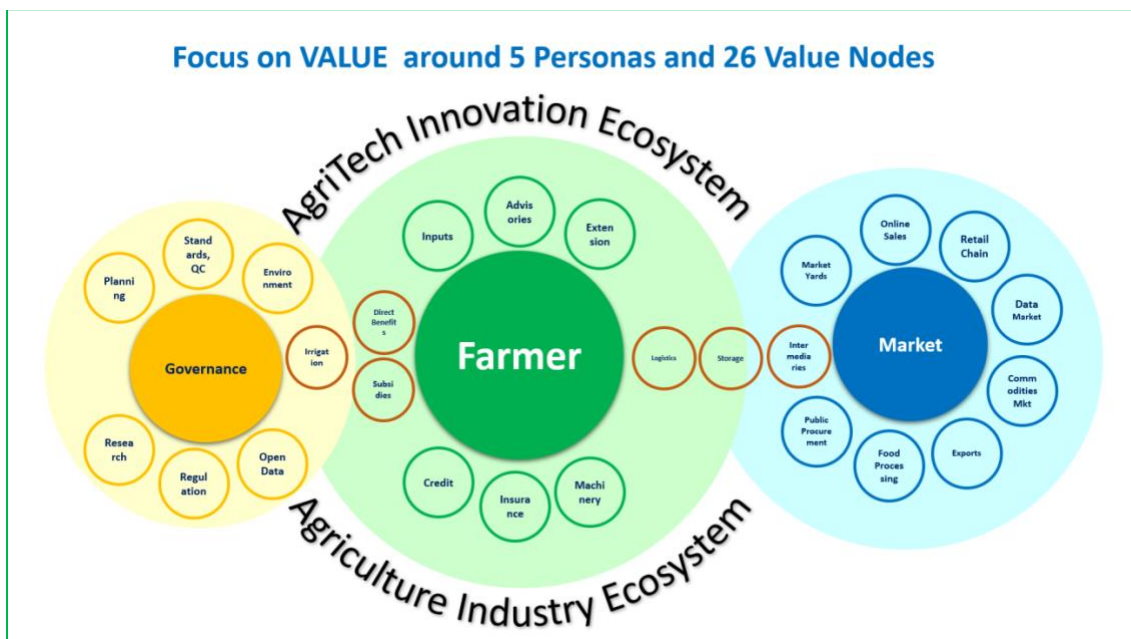 Focus on VALUE around 5 Personas and 26 Value Nodes
AgriTech Innovation Ecosystem
Planni
ng
Stand
ards,
QC
Enviro
nment
Governance
Irrigat
ion
Resea
rch
Regul
ation
Open
Data
Direct
Benefit
s
Subsi
dies
Inputs
Advis
ories
Exten
sion
Farmer
Credit
Insura
nce
Machi
nery
Logistics
Storage
Inter
media
ries
Market
Yards
Online
Sales
Retail
Chain
Data
Market
Market
Comm
odities
Mkt
Public
Procure
ment
Food
Proces
sing
Exports
Agriculture Industry Ecosystem